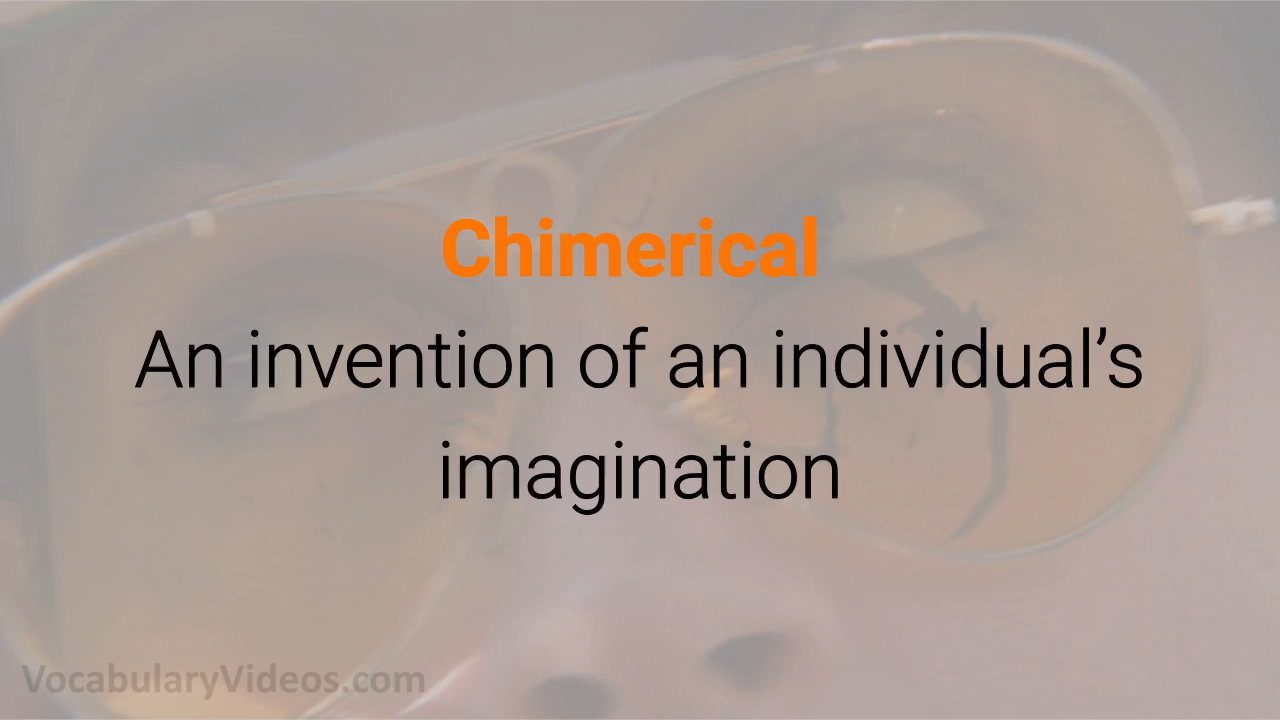 Chimerical
An invention of an individual’s
imagination
VocabularyVideos.com